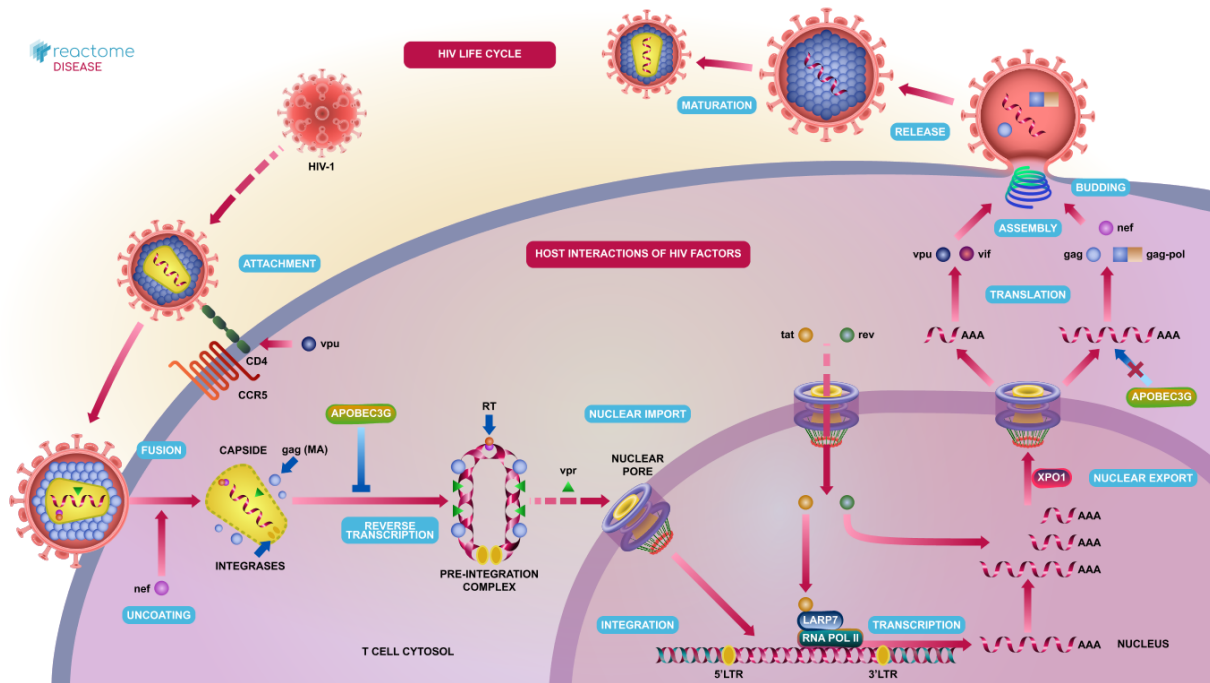 reactome
DISEASE
HIV LIFE CYCLE
MATURATION
RELEASE
HIV-1
BUDDING
ATTACHMENT
HOST INTERACTIONS OF HIV FACTORS
ASSEMBLY
nef
vpu
vif
gag
gag-pol
TRANSLATION
tat
rev
AAA
AAA
vpu
CD4
CCR5
APOBEC3G
APOBEC3G
RT
NUCLEAR IMPORT
FUSION
CAPSIDE
gag (MA)
vpr
NUCLEAR
PORE
XPO1
NUCLEAR EXPORT
AAA
AAA
AAA
REVERSE
TRANSCRIPTION
INTEGRASES
PRE-INTEGRATION
COMPLEX
nef
UNCOATING
INTEGRATION
LARP7
RNA POL II
TRANSCRIPTION
AAA
NUCLEUS
T CELL CYTOSOL
5'LTR
3'LTR